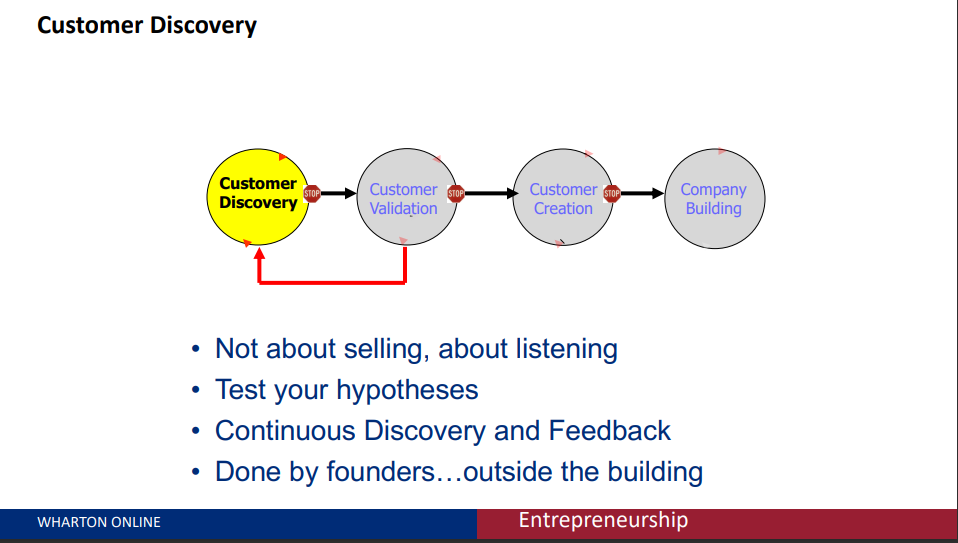 Customer Discovery
Customer
Discovery
STOP
Customer
Validation
STOP
Customer
Creation
STOP
Company
Building
• Not about selling, about listening
• Test your hypotheses
• Continuous Discovery and Feedback
• Done by founders…outside the building
WHARTON ONLINE
Entrepreneurship